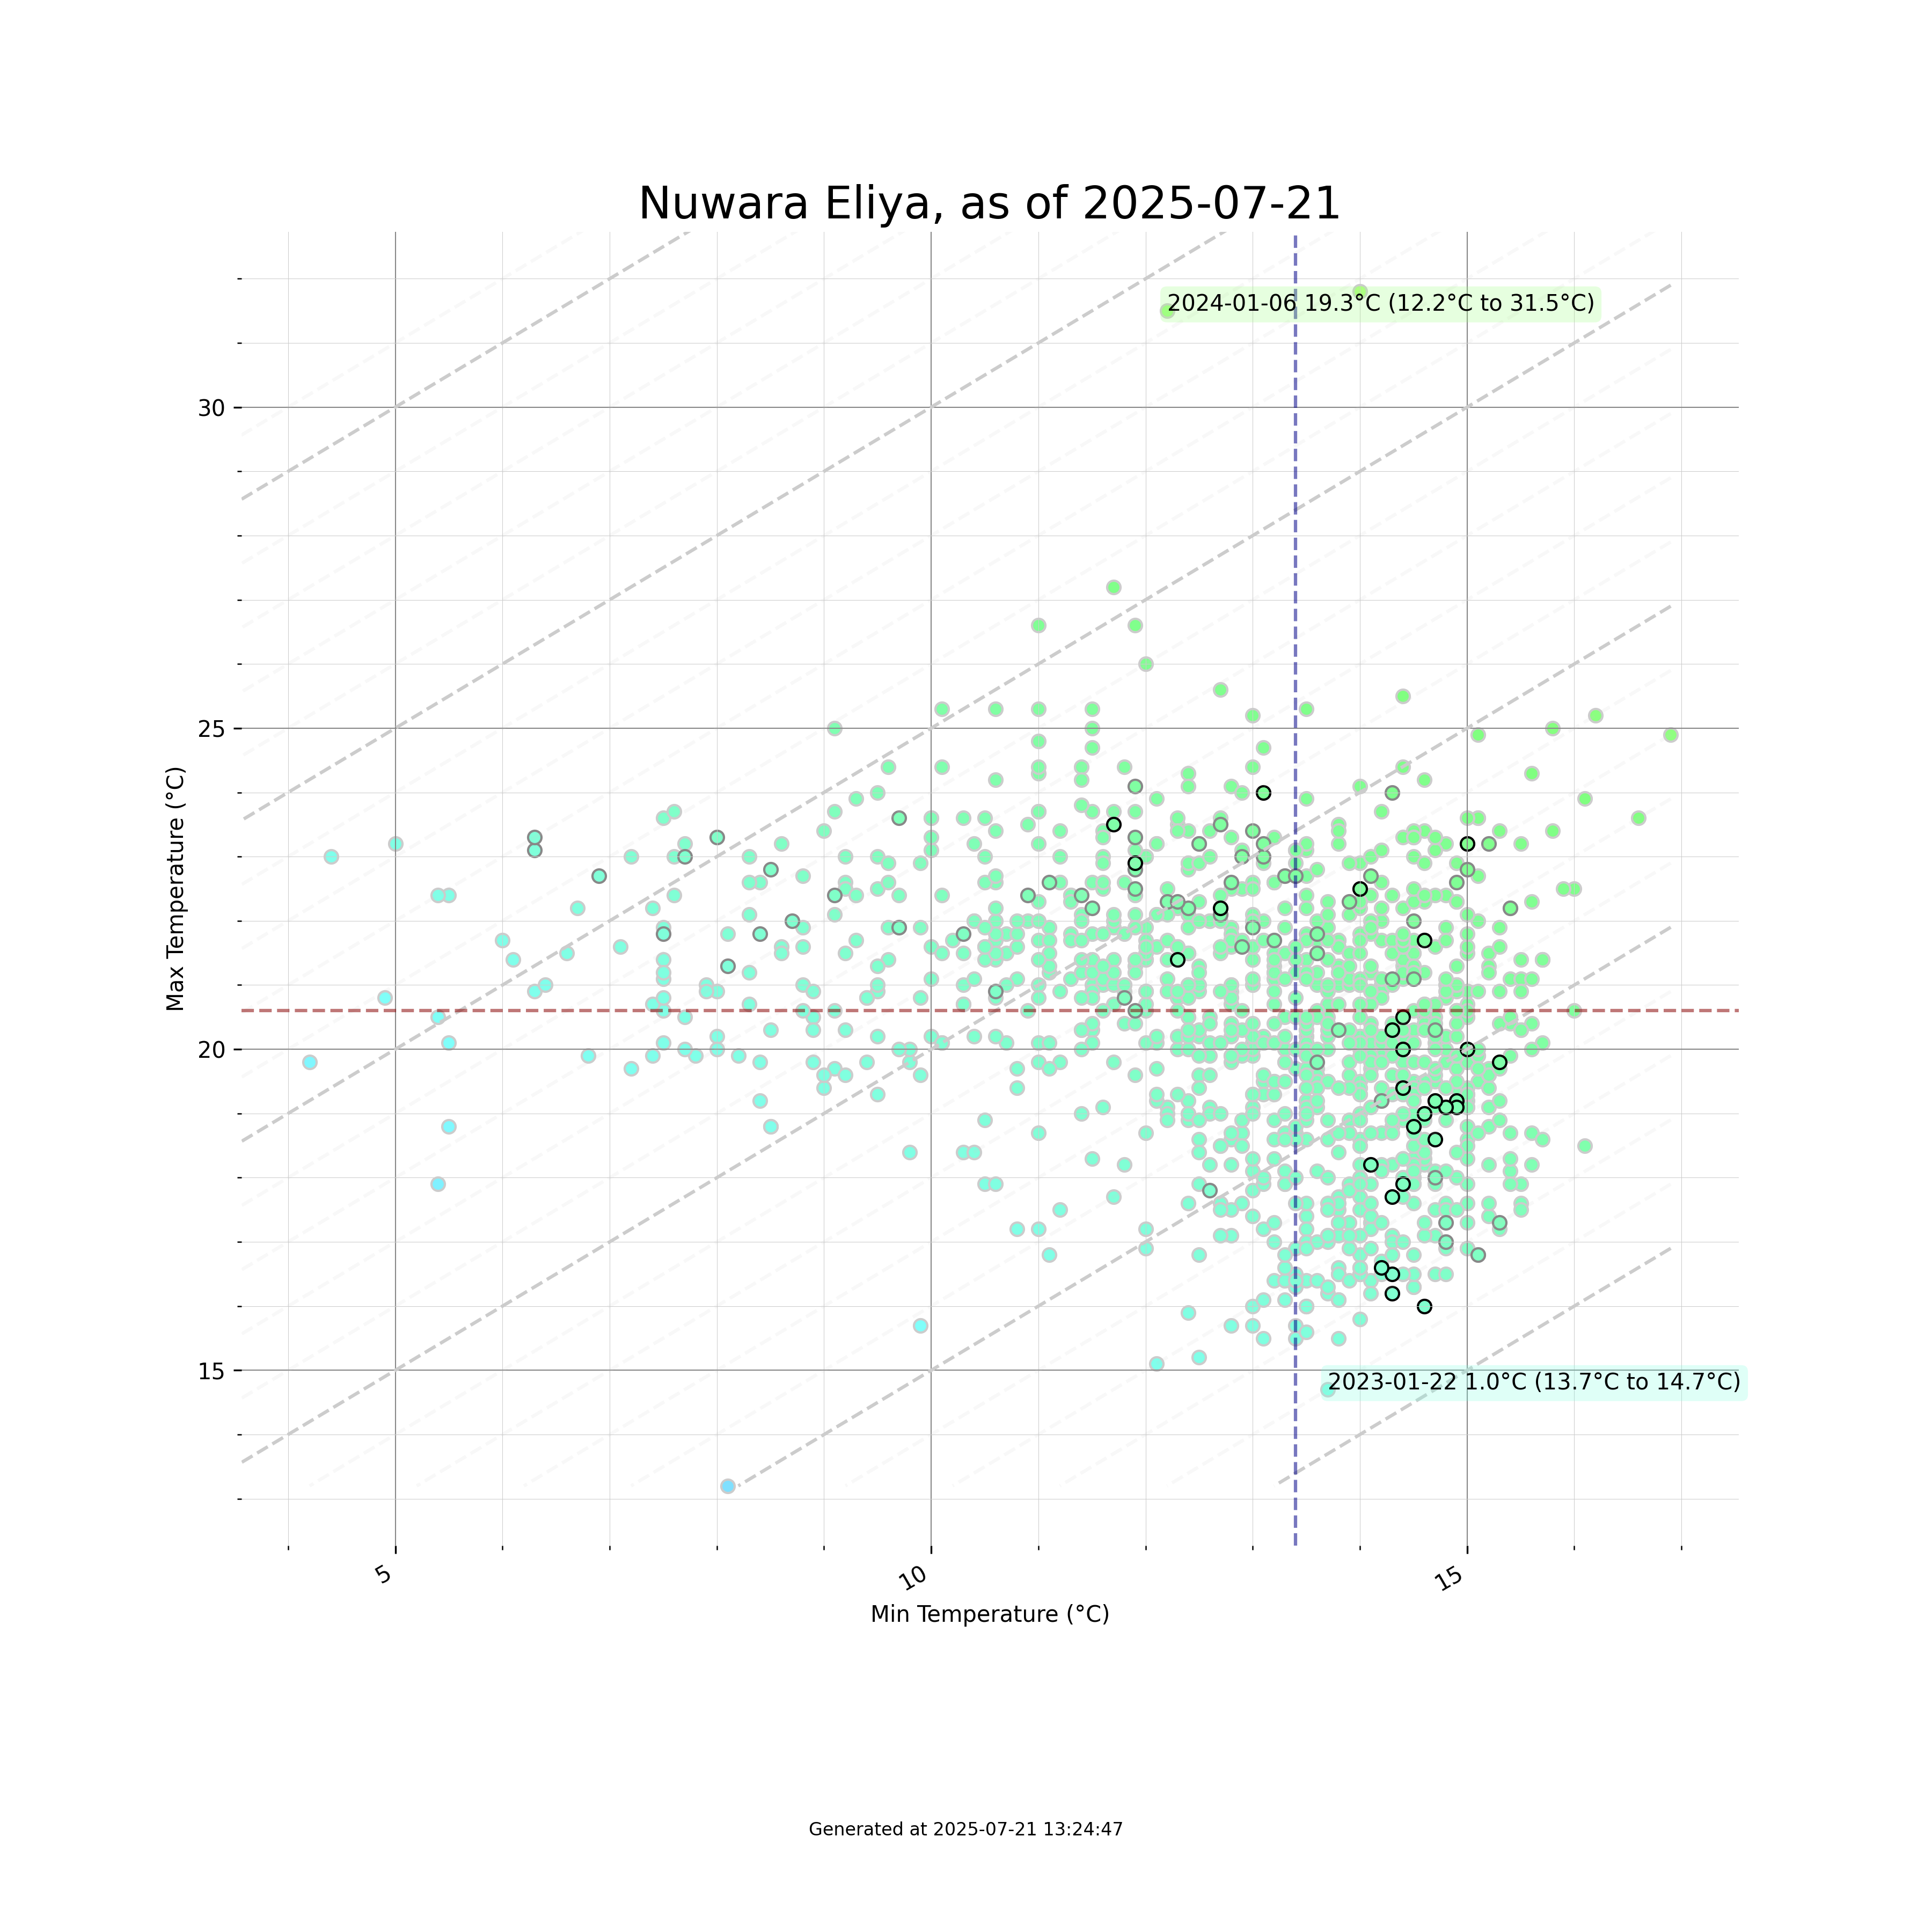 Nuwara Eliya, as of 2025-07-21
2024-01-06 19.3°C (12.2°C to 31.5°C)
30
25
Max Temperature (°C)
20
15
2023-01-22 1.0°C (13.7°C to 14.7°C)
5
10
15
Min Temperature (°C)
Generated at 2025-07-21 13:24:47